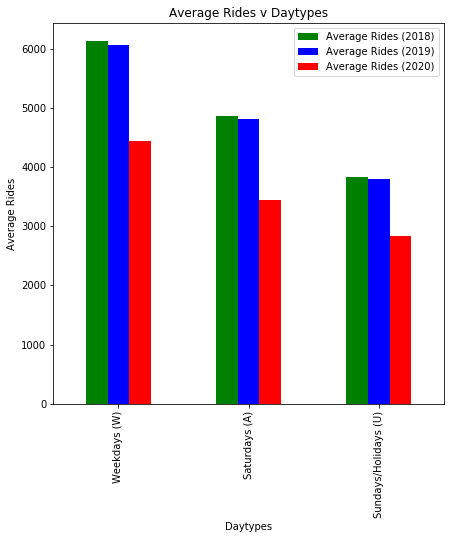 Average Rides v Daytypes
Average Rides (2018)
Average Rides (2019)
Average Rides (2020)
Average Rides
6000
5000
4000
3000
2000
1000
0
Weekdays (W)
Saturdays (A)
Sundays/Holidays (U)
Daytypes